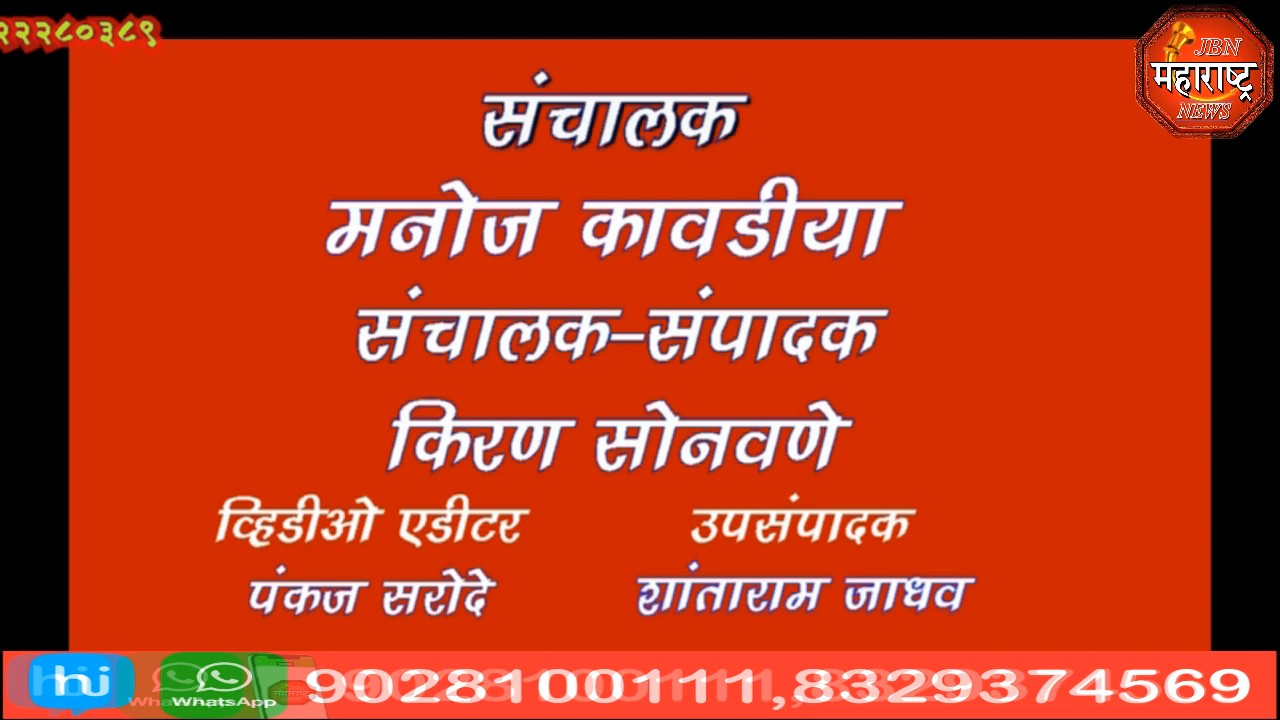 २२२८०३८९
JBN
महाराष्ट्र
NEWS
संचालक
मनोज कावडीया
संचालक-संपादक
किरण सोनवणे
व्हिडीओ एडीटर उपसंपादक
पंकज सरोदे शांताराम जाधव
WhatsApp 9028100111,8329374569